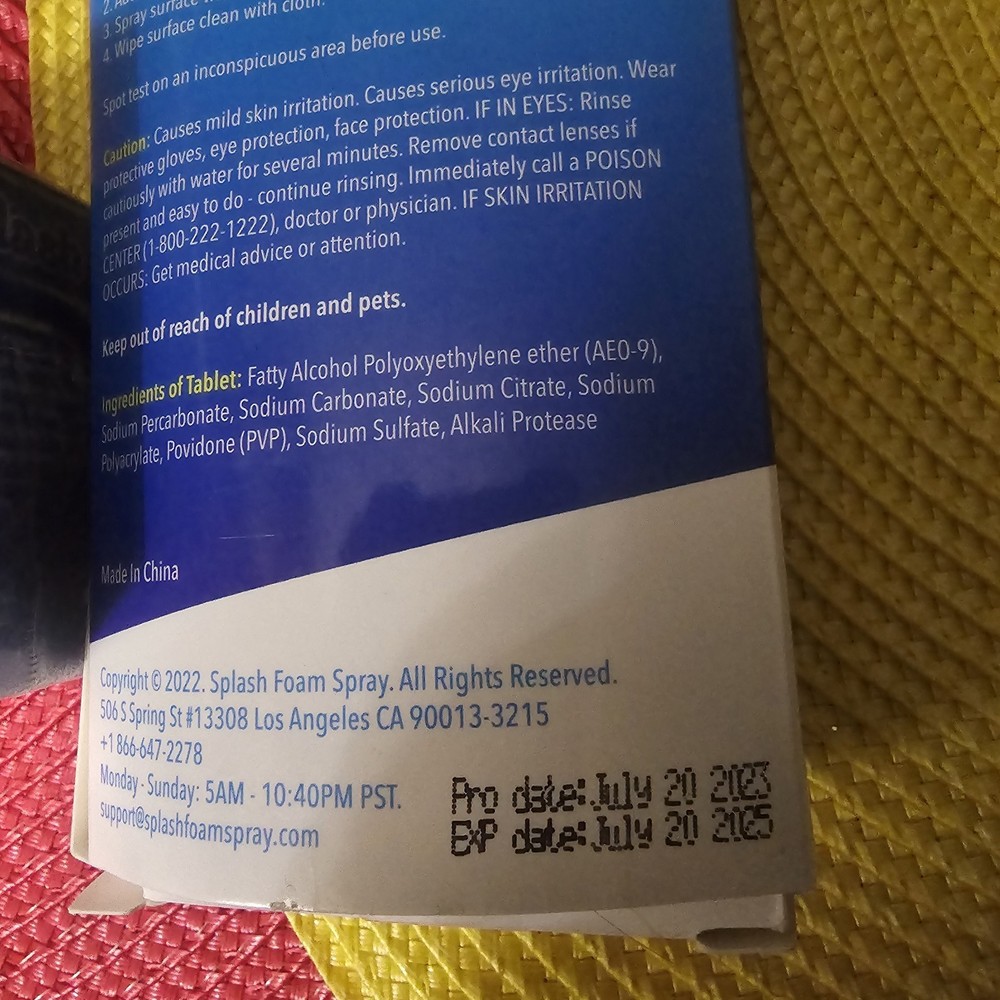 3. Spray surface
4. Wipe surface clean with cloth.
Spot test on an inconspicuous area before use.
Caution: Causes mild skin irritation. Causes serious eye irritation. Wear
protective gloves, eye protection, face protection. IF IN EYES: Rinse
cautiously with water for several minutes. Remove contact lenses if
present and easy to do - continue rinsing. Immediately call a POISON
CENTER (1-800-222-1222), doctor or physician. IF SKIN IRRITATION
OCCURS: Get medical advice or attention.
Keep out of reach of children and pets.
Ingredients of Tablet: Fatty Alcohol Polyoxyethylene ether (AEO-9),
Sodium Percarbonate, Sodium Carbonate, Sodium Citrate, Sodium
Polyacrylate, Povidone (PVP), Sodium Sulfate, Alkali Protease
Made In China
Copyright © 2022. Splash Foam Spray. All Rights Reserved.
506 S Spring St #13308 Los Angeles CA 90013-3215
+1 866-647-2278
Monday - Sunday: 5AM - 10:40PM PST.
support@splashfoamspray.com
Pro date:July 20 2023
EXP date:July 20 2025